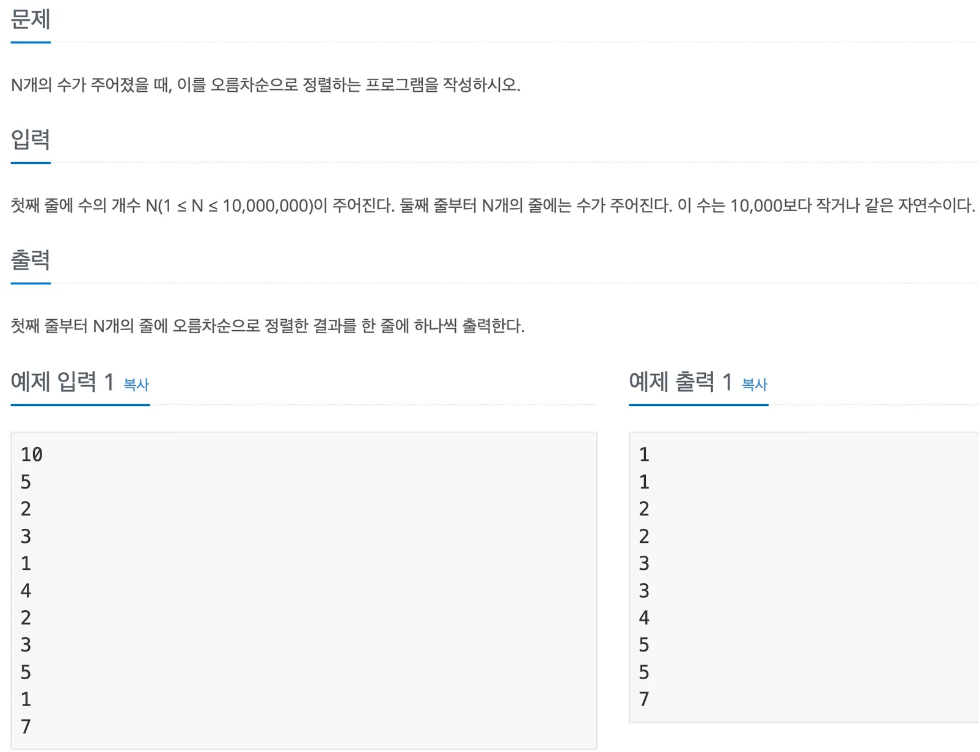 문제
N개의 수가 주어졌을 때, 이를 오름차순으로 정렬하는 프로그램을 작성하시오.
입력
첫째 줄에 수의 개수 N(1 ≤ N ≤ 10,000,000)이 주어진다. 둘째 줄부터 N개의 줄에는 수가 주어진다. 이 수는 10,000보다 작거나 같은 자연수이다.
출력
첫째 줄부터 N개의 줄에 오름차순으로 정렬한 결과를 한 줄에 하나씩 출력한다.
예제 입력 1 복사
10
5
2
3
1
4
2
3
5
1
7
예제 출력 1 복사
1
1
2
2
3
3
4
5
5
7